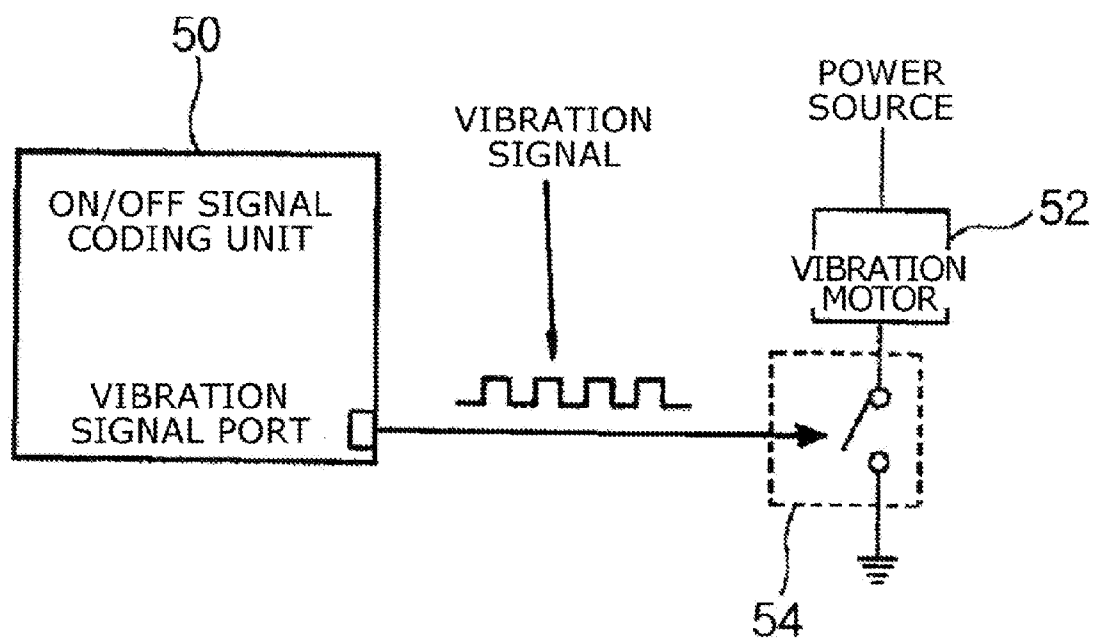 50
POWER
SOURCE
VIBRATION
SIGNAL
ON/OFF SIGNAL
CODING UNIT
52
VIBRATION
MOTOR
VIBRATION
SIGNAL PORT
54